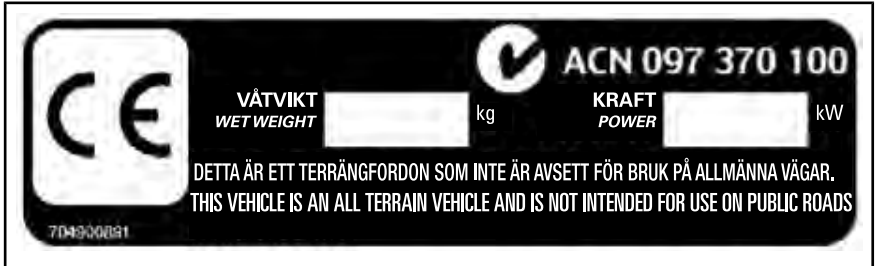 CE
ACN 097 370 100
VÅTVIKT kg KRAFT kW
WET WEIGHT POWER
DETTA ÄR ETT TERRÄNGFORDON SOM INTE ÄR AVSETT FÖR BRUK PÅ ALLMÄNNA VÄGAR.
THIS VEHICLE IS AN ALL TERRAIN VEHICLE AND IS NOT INTENDED FOR USE ON PUBLIC ROADS
704900891